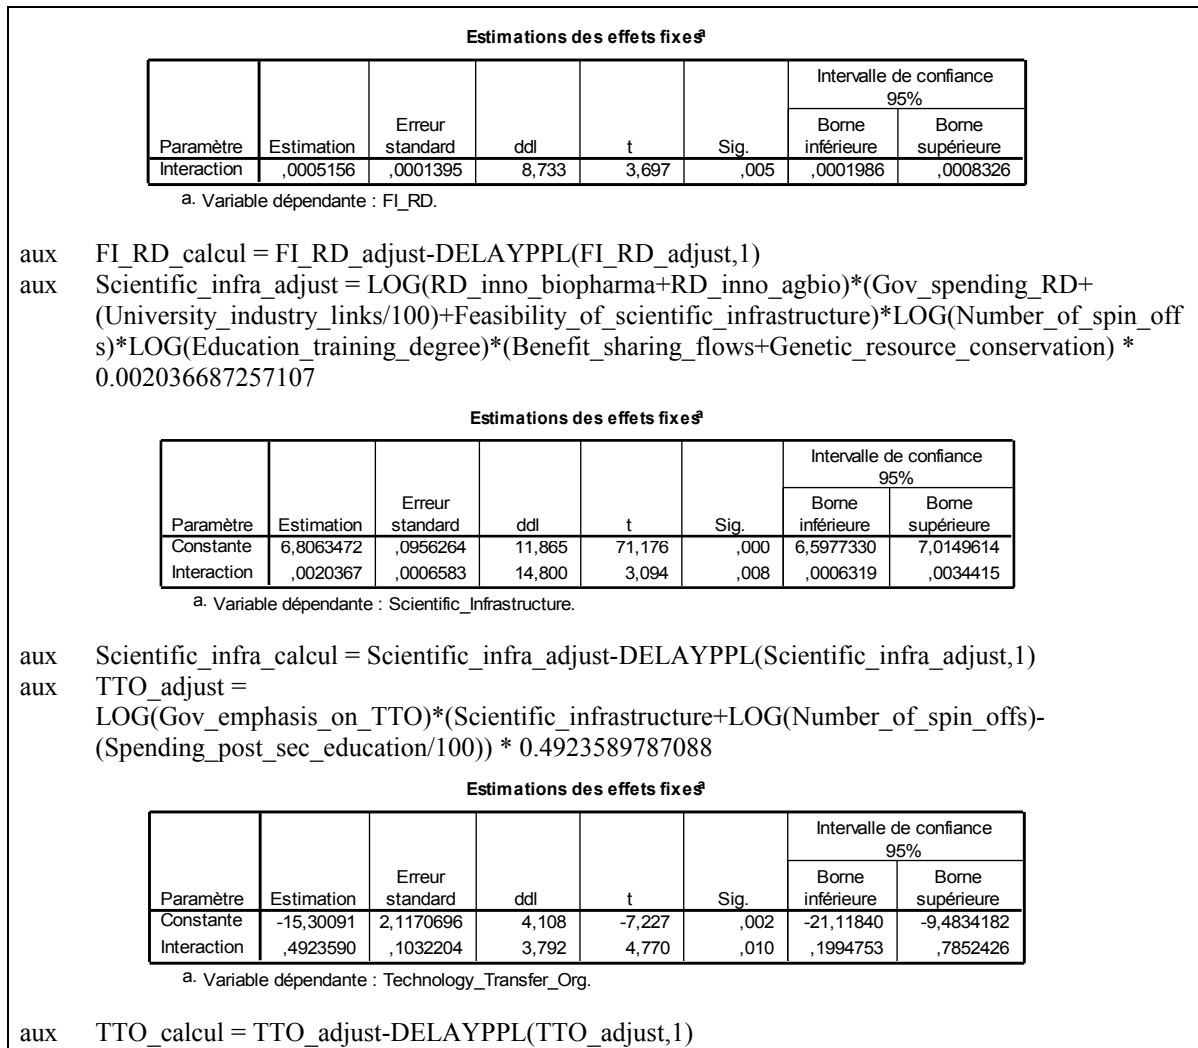 Estimations des effets fixesa
Intervalle de confiance
95%
Paramètre Estimation Erreur standard ddl t Sig. Borne inférieure Borne supérieure
Interaction ,0005156 ,0001395 8,733 3,697 ,005 ,0001986 ,0008326
a. Variable dépendante : FI_RD.
aux FI_RD_calcul = FI_RD_adjust-DELAYPPL(FI_RD_adjust,1)
aux Scientific_infra_adjust = LOG(RD_inno_biopharma+RD_inno_agbio)*(Gov_spending_RD+
(University_industry_links/100)+Feasibility_of_scientific_infrastructure)*LOG(Number_of_spin_off
s)*LOG(Education_training_degree)*(Benefit_sharing_flows+Genetic_resource_conservation) *
0.002036687257107
Estimations des effets fixesa
Intervalle de confiance
95%
Paramètre Estimation Erreur standard ddl t Sig. Borne inférieure Borne supérieure
Constante 6,8063472 ,0956264 11,865 71,176 ,000 6,5977330 7,0149614
Interaction ,0020367 ,0006583 14,800 3,094 ,008 ,0006319 ,0034415
a. Variable dépendante : Scientific_Infrastructure.
aux Scientific_infra_calcul = Scientific_infra_adjust-DELAYPPL(Scientific_infra_adjust,1)
aux TTO_adjust =
LOG(Gov_emphasis_on_TTO)*(Scientific_infrastructure+LOG(Number_of_spin_offs)-
(Spending_post_sec_education/100)) * 0.4923589787088
Estimations des effets fixesa
Intervalle de confiance
95%
Paramètre Estimation Erreur standard ddl t Sig. Borne inférieure Borne supérieure
Constante -15,30091 2,1170696 4,108 -7,227 ,002 -21,11840 -9,4834182
Interaction ,4923590 ,1032204 3,792 4,770 ,010 ,1994753 ,7852426
a. Variable dépendante : Technology_Transfer_Org.
aux TTO_calcul = TTO_adjust-DELAYPPL(TTO_adjust,1)